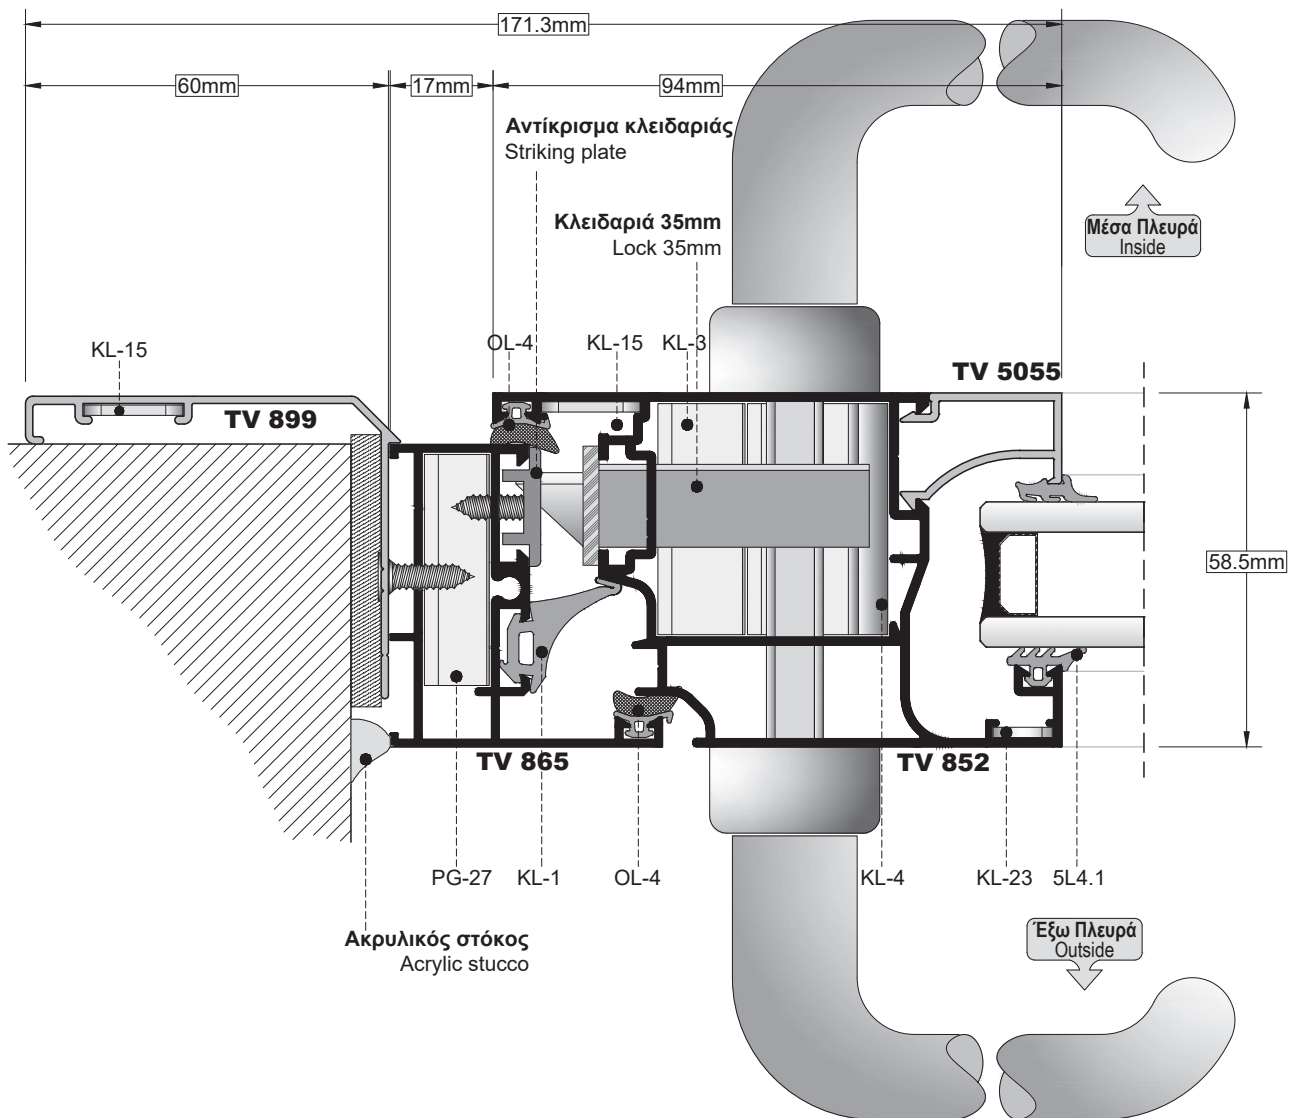 171.3mm
60mm
17mm
94mm
Αντίκρισμα κλειδαριάς
Striking plate
Κλειδαριά 35mm
Lock 35mm
Μέσα Πλευρά
Inside
KL-15
OL-4
KL-15
KL-3
TV 5055
TV 899
58.5mm
TV 865
TV 852
PG-27
KL-1
OL-4
KL-4
KL-23
5L4.1
Ακρυλικός στόκος
Acrylic stucco
Έξω Πλευρά
Outside